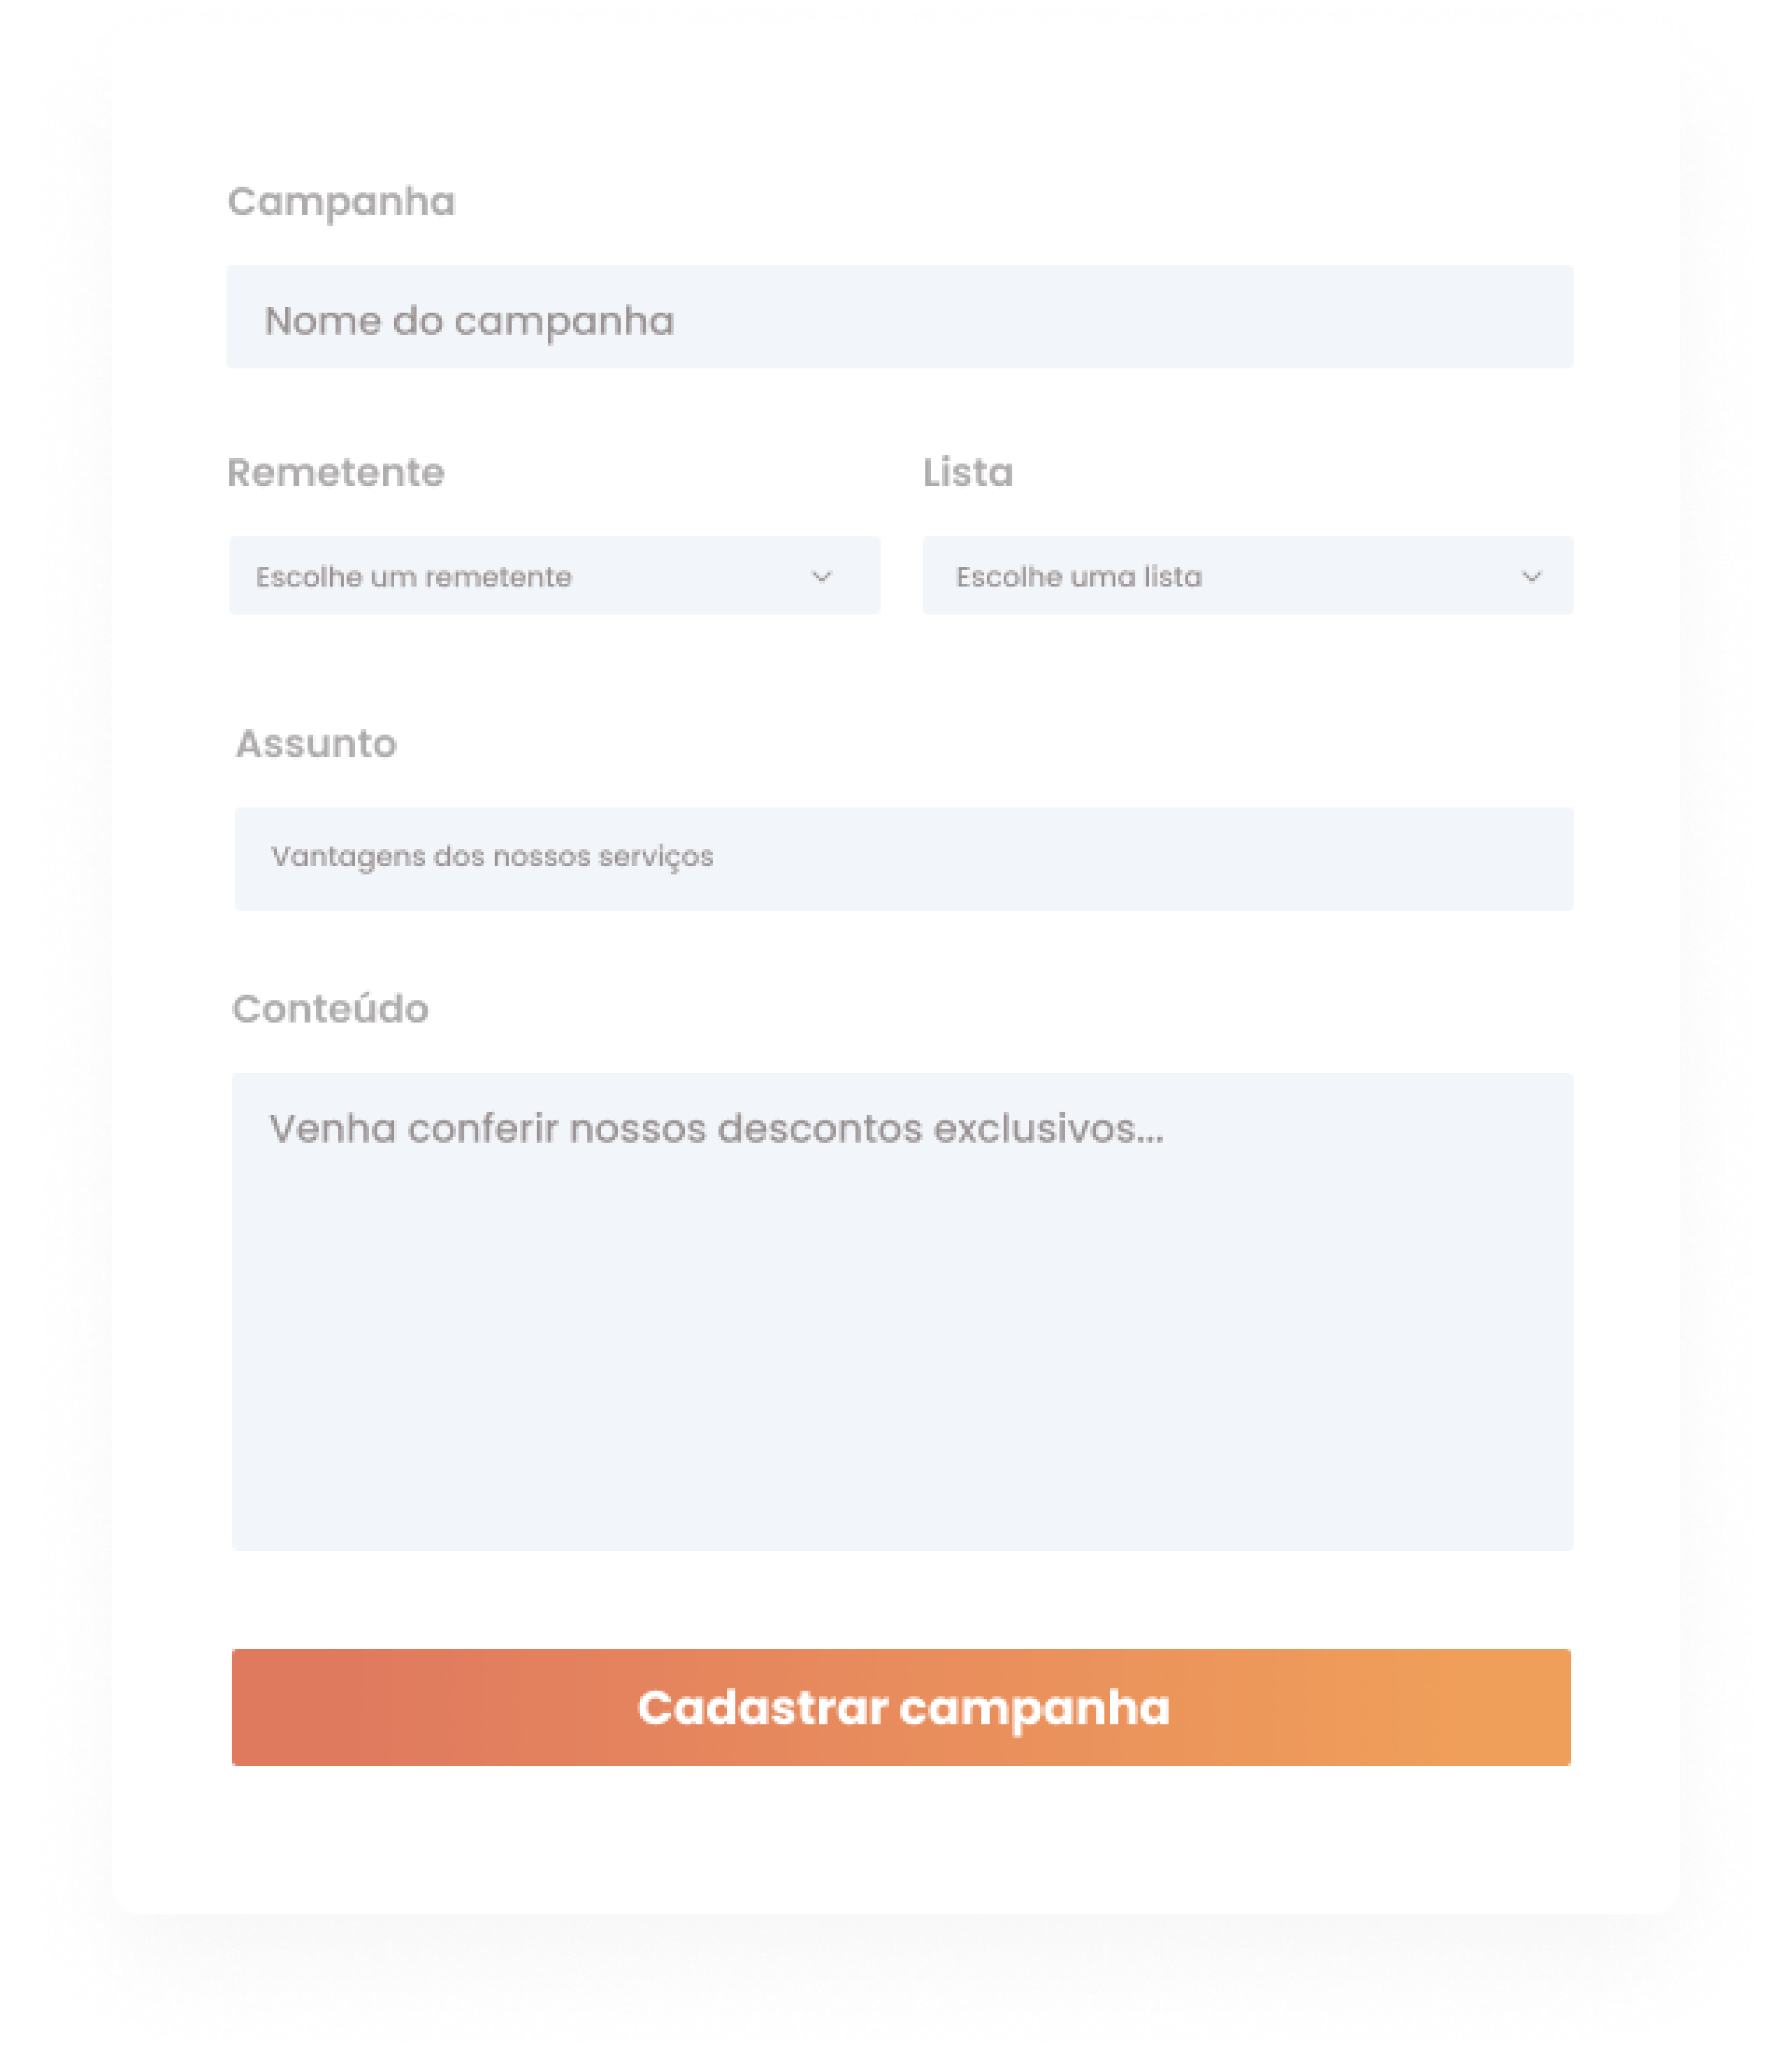 Campanha
Nome do campanha
Remetente
Lista
Escolhe um remetente
Escolhe uma lista
Assunto
Vantagens dos nossos serviços
Conteúdo
Venha conferir nossos descontos exclusivos...
Cadastrar campanha